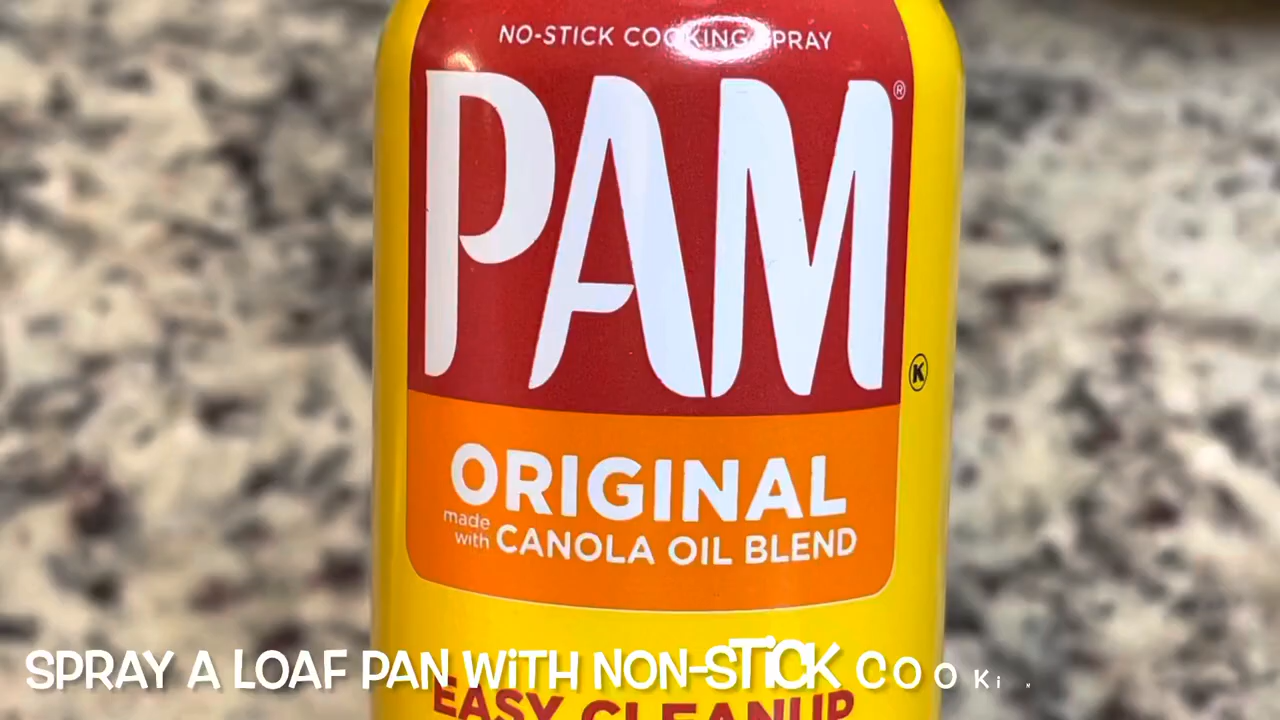 NO-STICK COOKING SPRAY
PAM®
K
ORIGINAL
made
with CANOLA OIL BLEND
SPRAY A LOAF PAN WiTH NON-STiCK COOKi
EASY CLEANUP